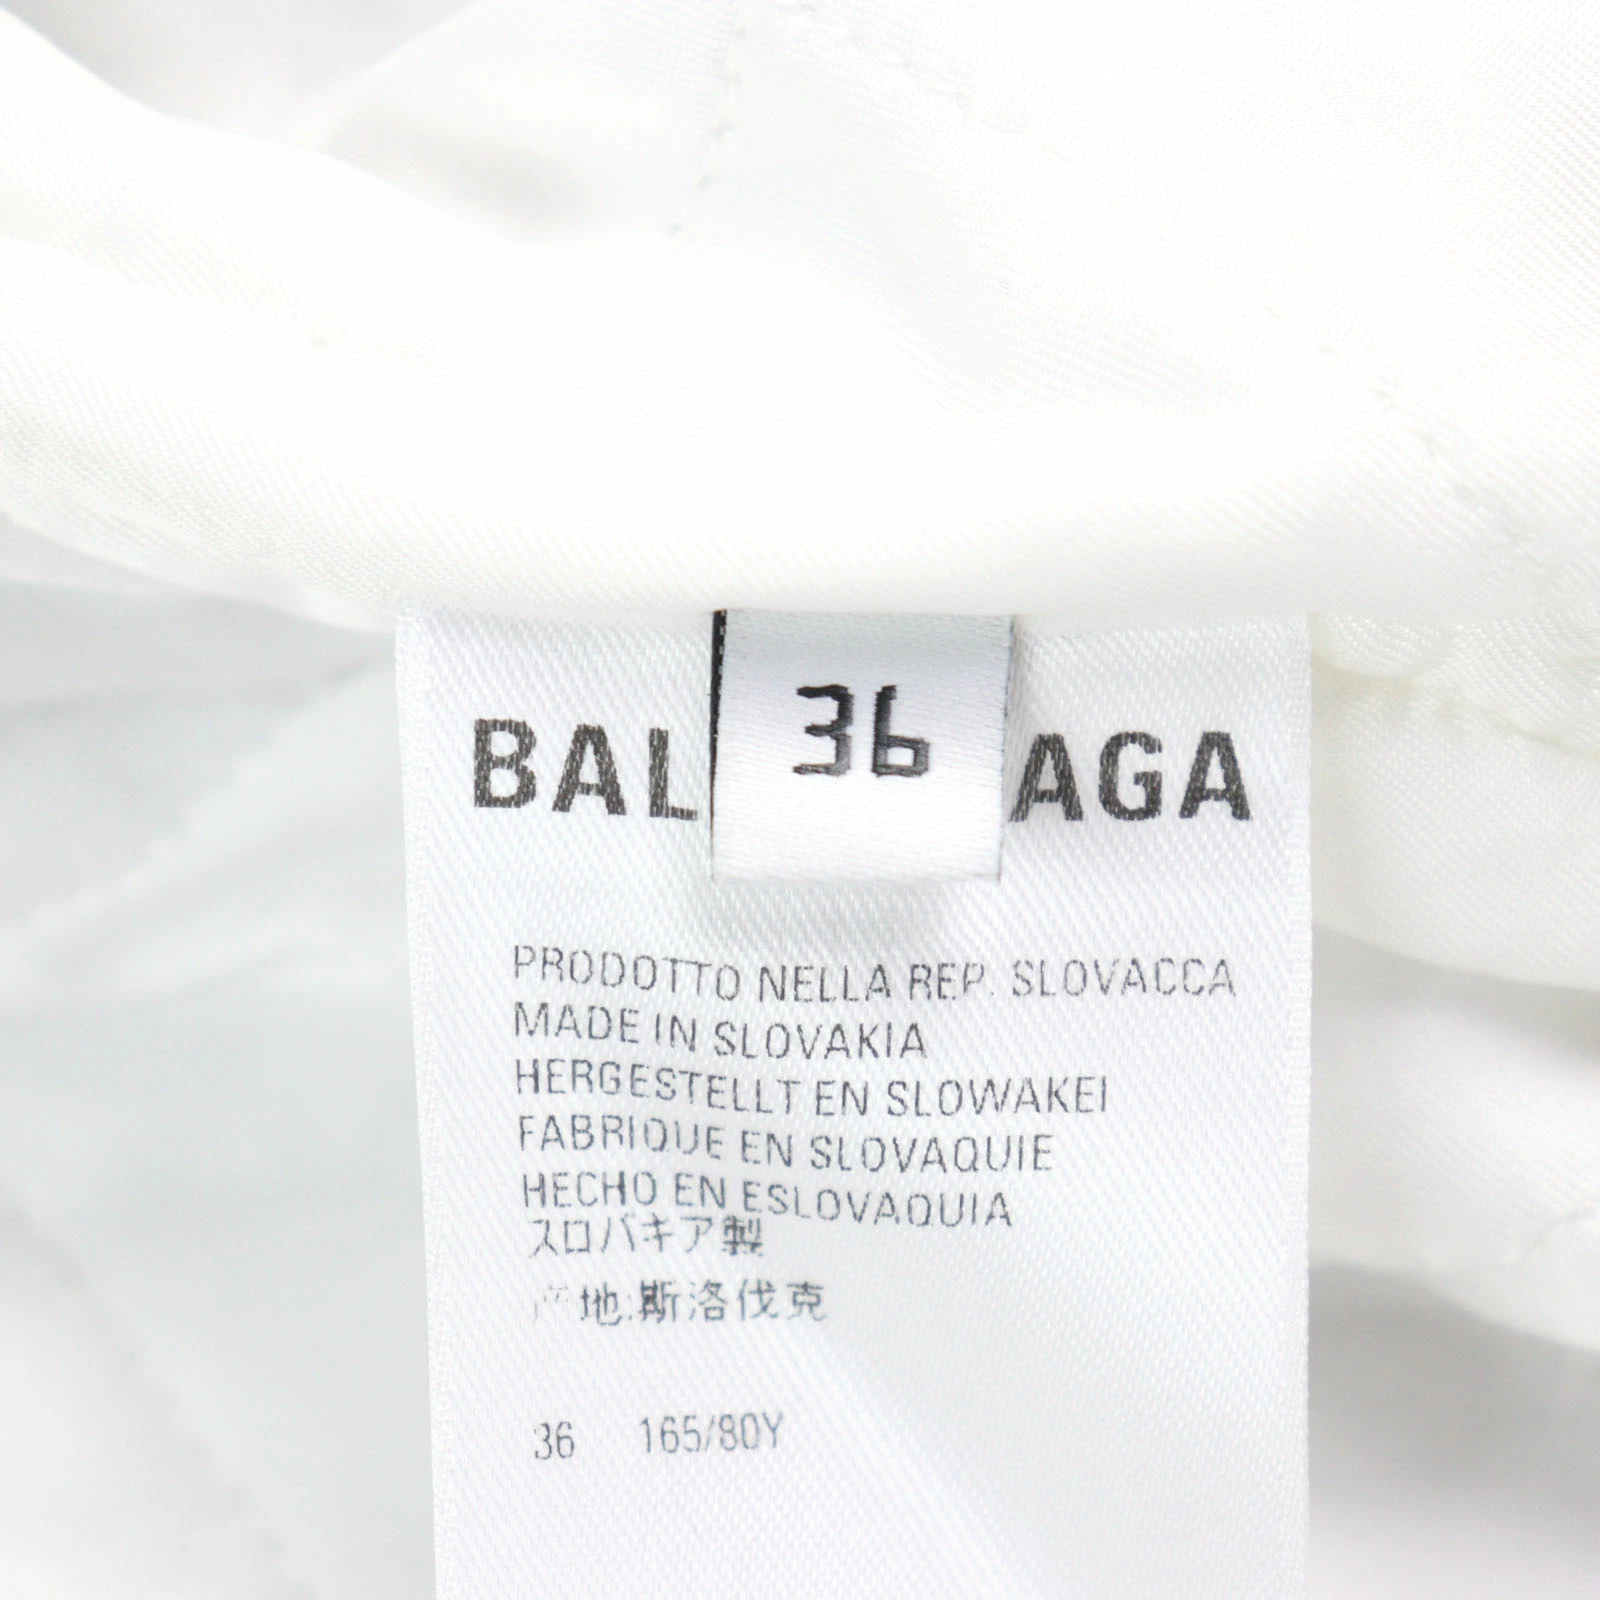 36
BAL AGA
PRODOTTO NELLA REP. SLOVACCA
MADE IN SLOVAKIA
HERGESTELLT EN SLOWAKEI
FABRIQUE EN SLOVAQUIE
HECHO EN ESLOVAQUIA
スロバキア製
产地:斯洛伐克
36 165/80Y